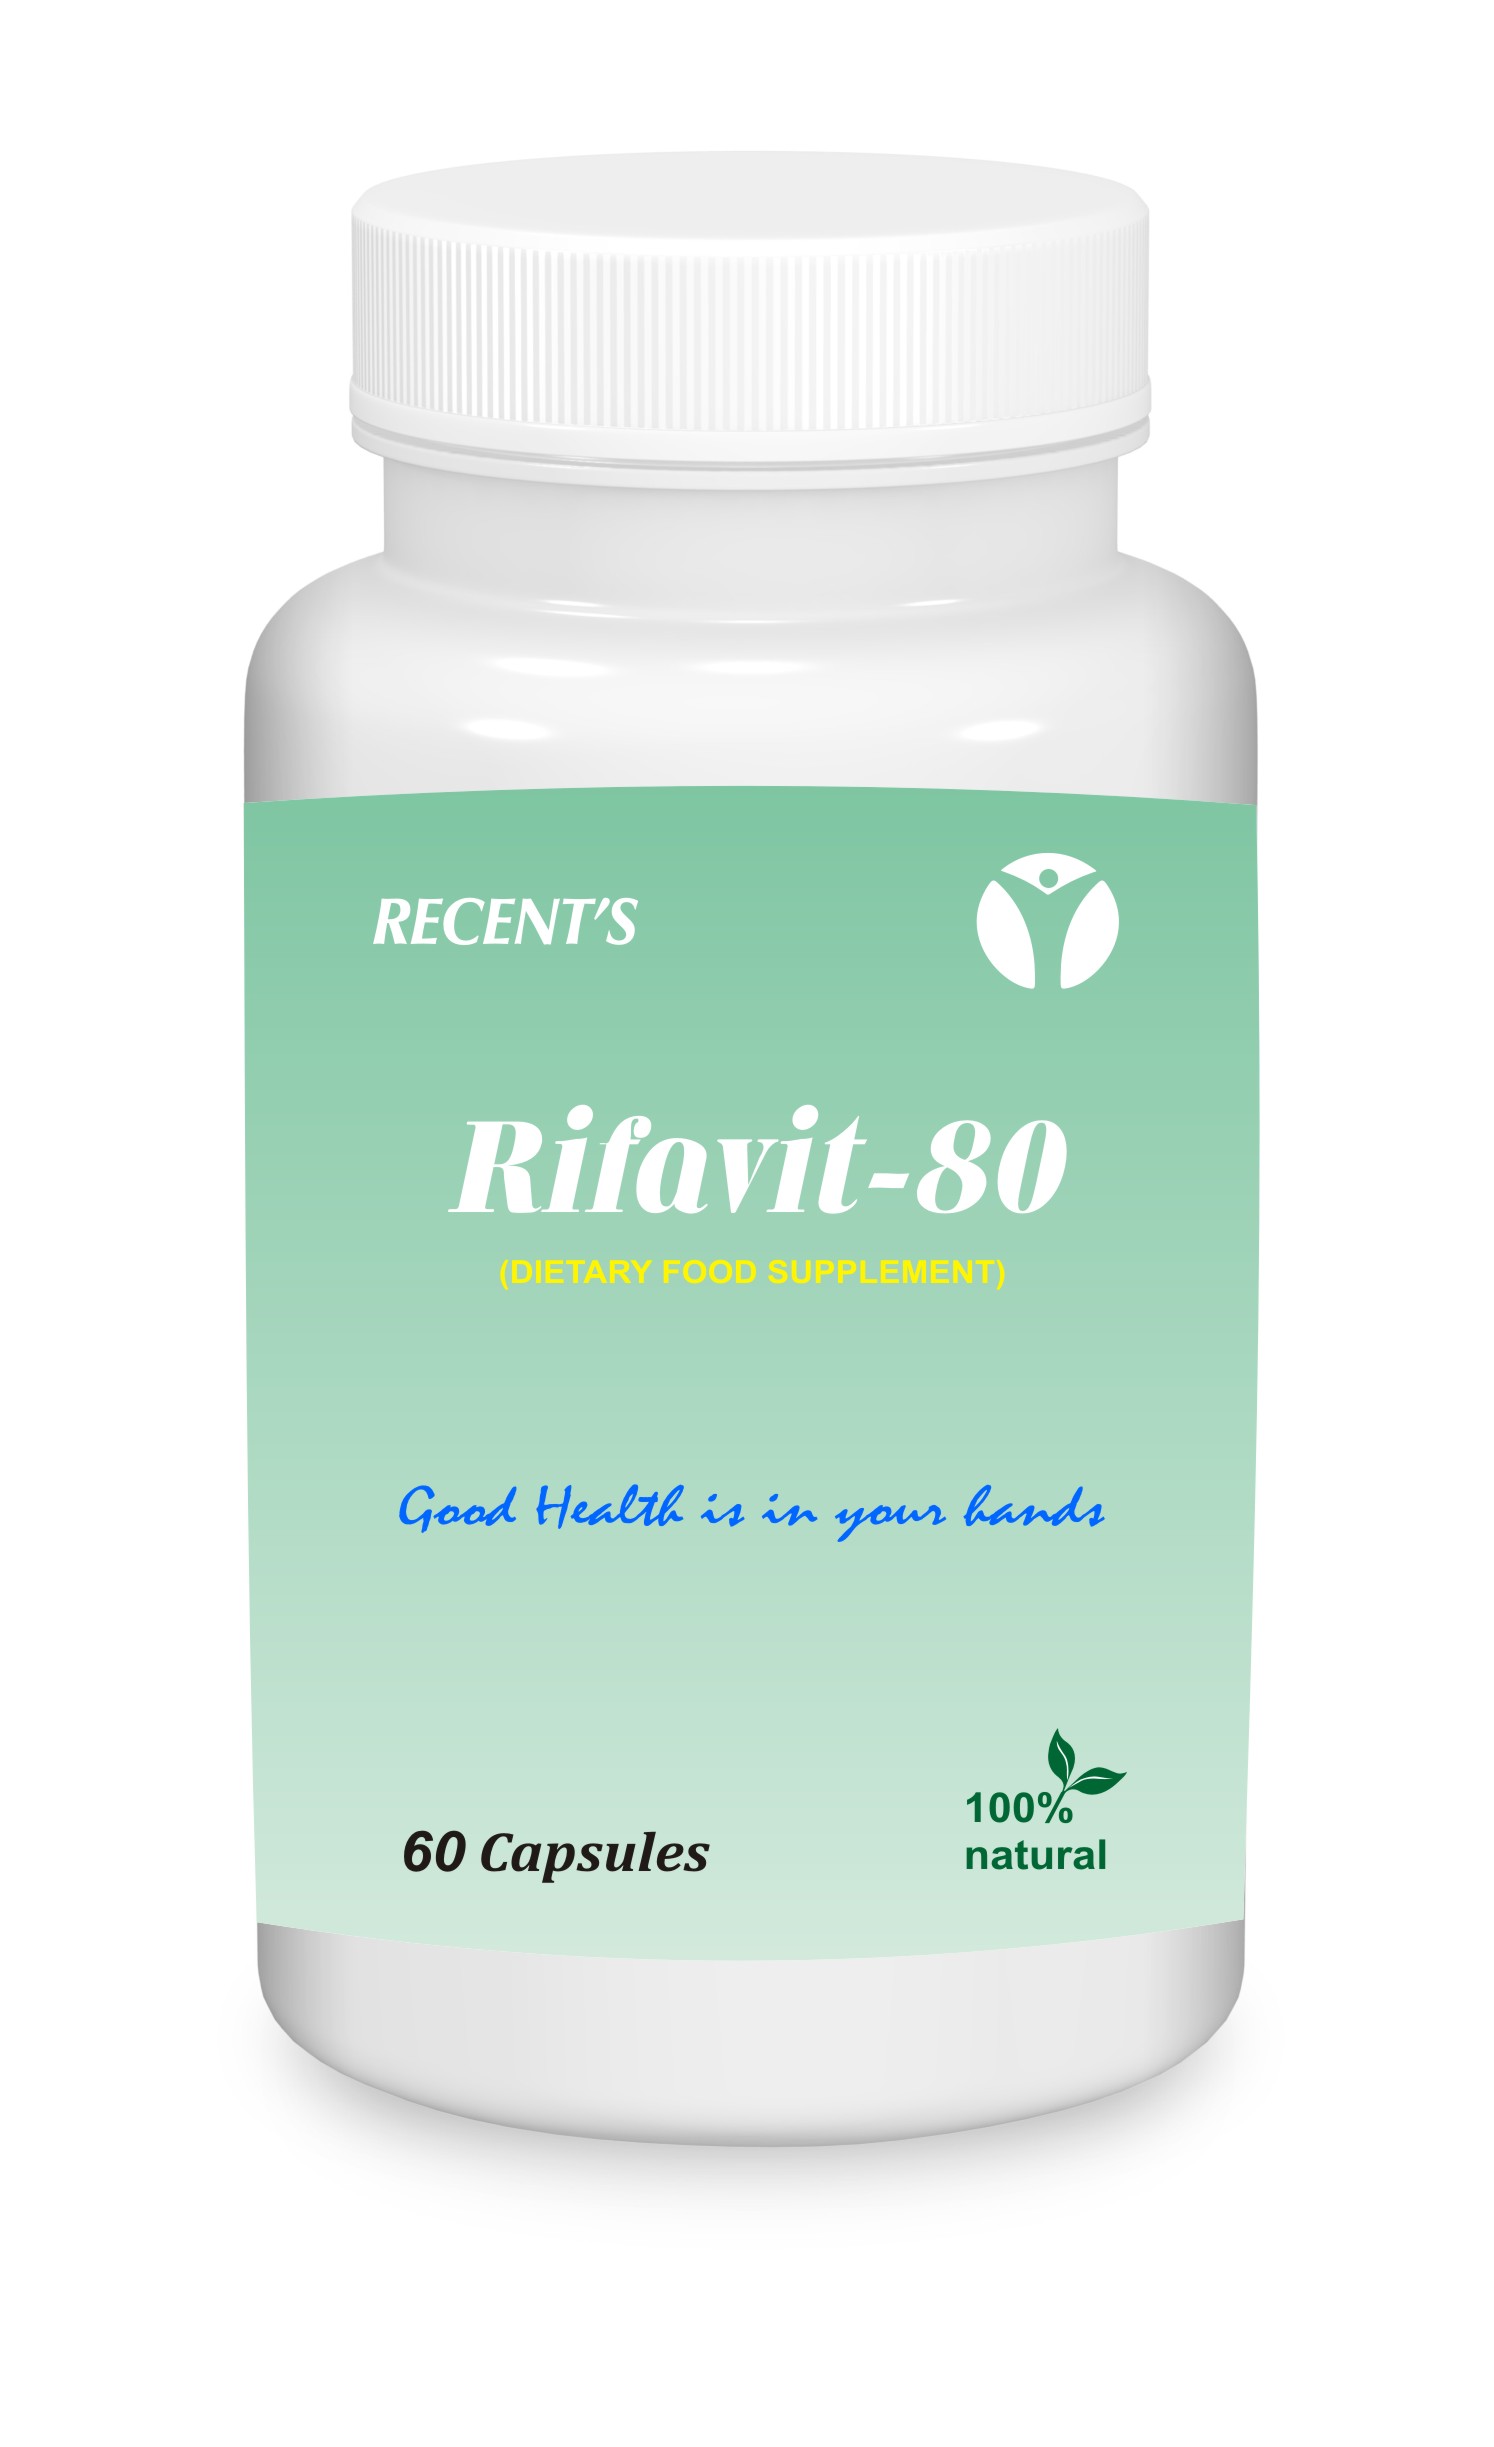 RECENT'S
Rifavit-80
(DIETARY FOOD SUPPLEMENT)
Good Health is in your hands
60 Capsules
100%
natural